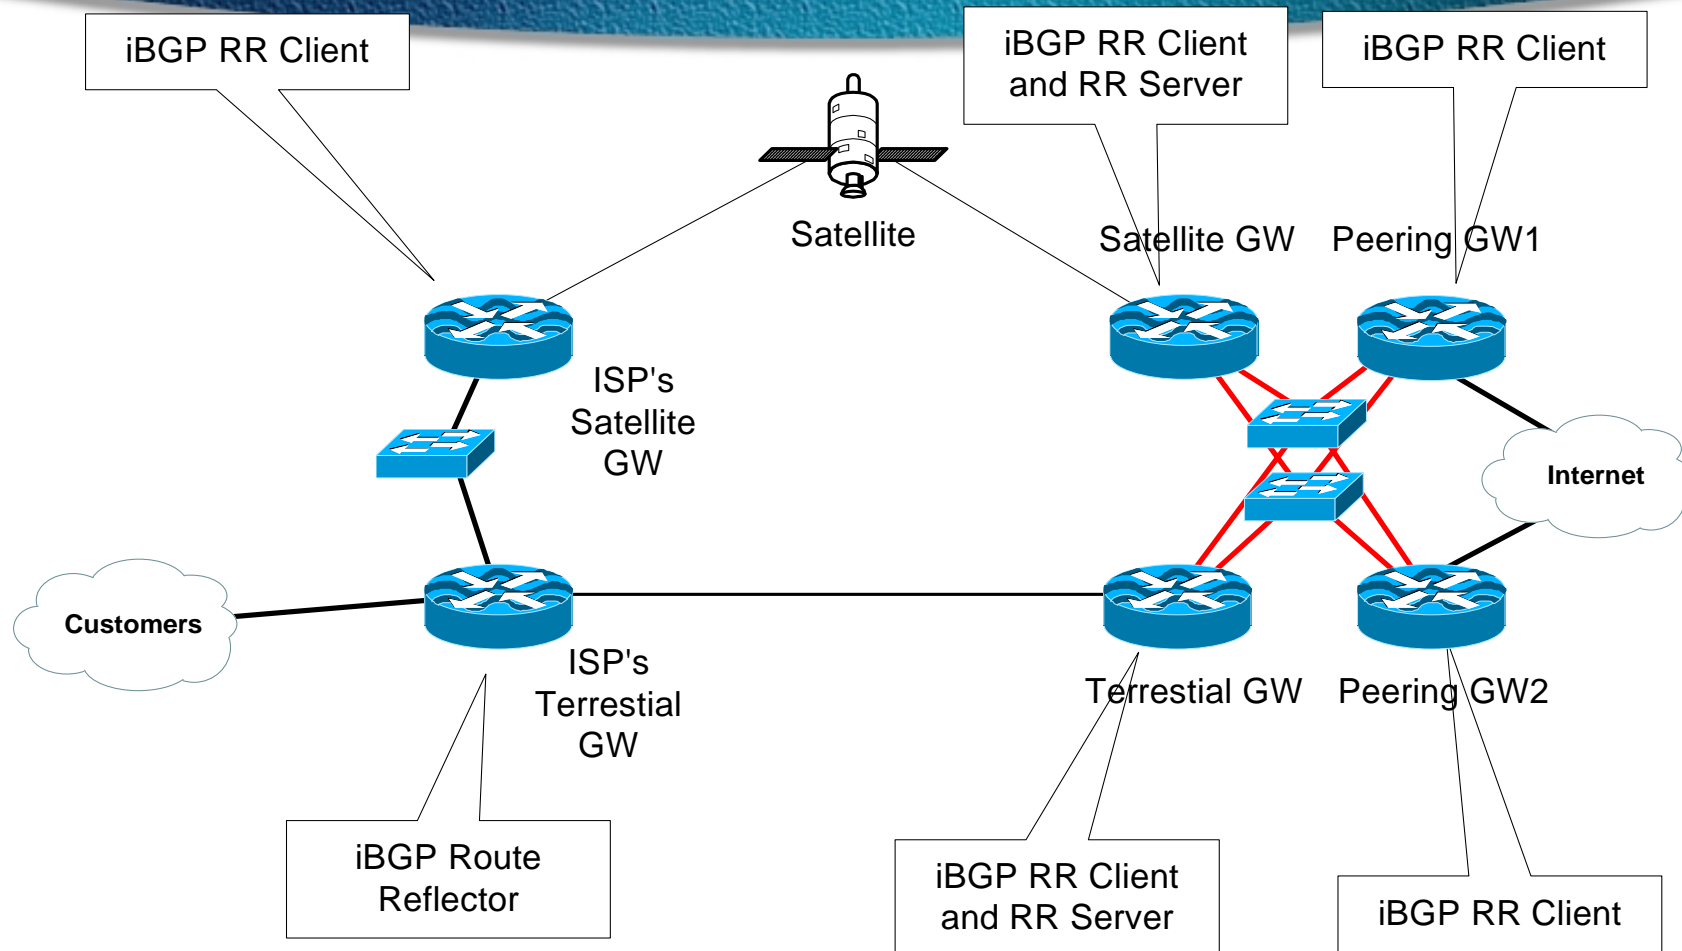 iBGP RR Client
iBGP RR Client
and RR Server
iBGP RR Client
Satellite
Satellite GW
Peering GW1
ISP's
Satellite
GW
Internet
Customers
ISP's
Terrestial
GW
Terrestial GW
Peering GW2
iBGP Route
Reflector
iBGP RR Client
and RR Server
iBGP RR Client